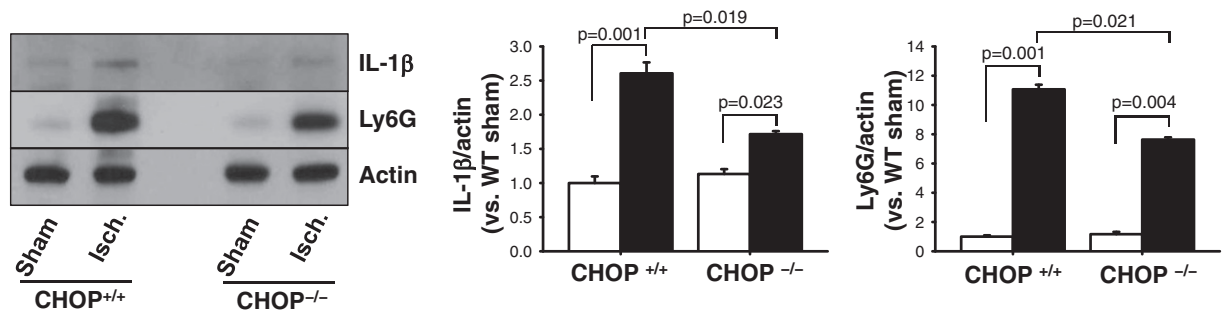 IL-1β
Ly6G
Actin
Sham
Isch.
Sham
Isch.
CHOP+/+
CHOP–/–
p=0.019
p=0.001
p=0.023
IL-1β/actin
(vs. WT sham)
3.0
2.5
2.0
1.5
1.0
0.5
0.0
CHOP +/+
CHOP –/–
p=0.021
p=0.001
p=0.004
Ly6G/actin
(vs. WT sham)
14
12
10
8
6
4
2
0
CHOP +/+
CHOP –/–